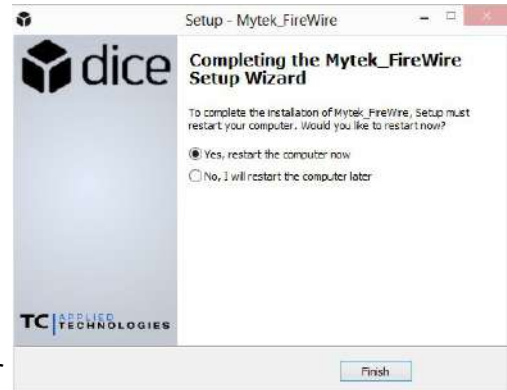 Setup - Mytek_FireWire
dice
Completing the Mytek_FireWire
Setup Wizard
To complete the installation of Mytek_FireWire, Setup must
restart your computer. Would you like to restart now?
Yes, restart the computer now
No, I will restart the computer later
TC APPLIED
TECHNOLOGIES
Finish